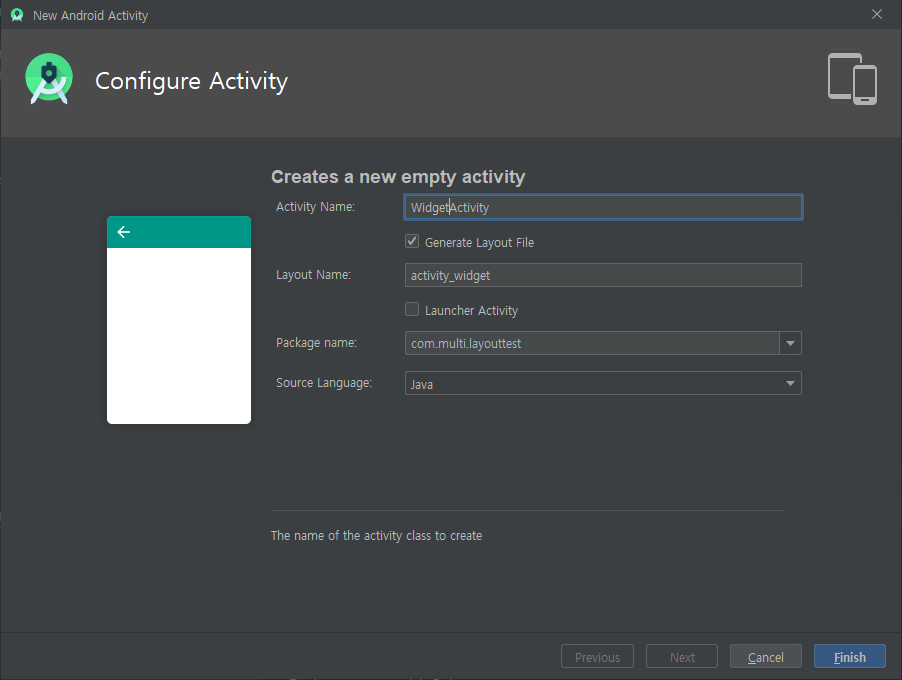 New Android Activity
Configure Activity
Creates a new empty activity
Activity Name:
WidgetActivity
Generate Layout File
Layout Name:
activity_widget
Launcher Activity
Package name:
com.multi.layouttest
Source Language:
Java
The name of the activity class to create
Previous
Next
Cancel
Finish